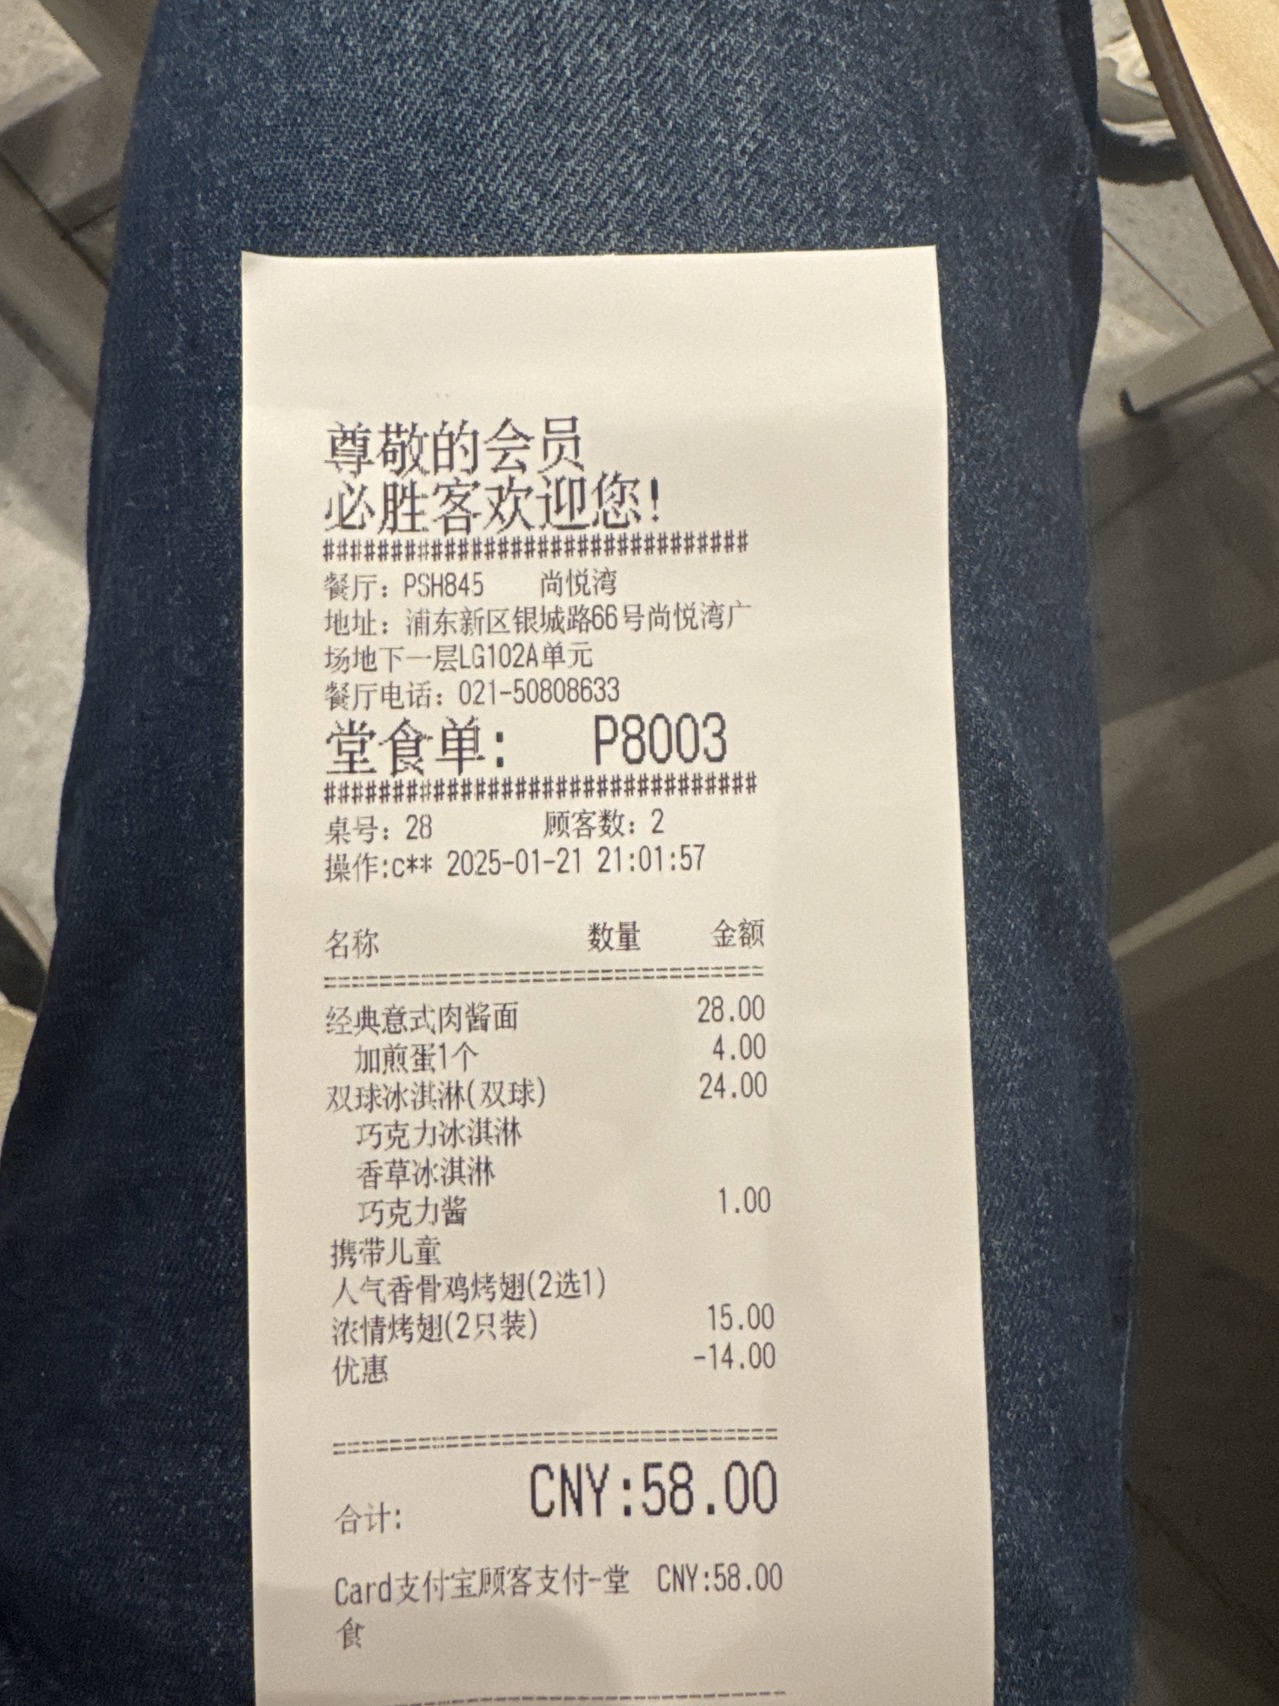 尊敬的会员
必胜客欢迎您!
################################
餐厅: PSH845 尚悦湾
地址: 浦东新区银城路66号尚悦湾广
场地下一层LG102A单元
餐厅电话: 021-50808633
堂食单: P8003
################################
桌号: 28 顾客数: 2
操作:c** 2025-01-21 21:01:57
名称 数量 金额
================================
经典意式肉酱面 28.00
加煎蛋1个 4.00
双球冰淇淋(双球) 24.00
巧克力冰淇淋
香草冰淇淋
巧克力酱 1.00
携带儿童
人气香骨鸡烤翅(2选1)
浓情烤翅(2只装) 15.00
优惠 -14.00
================================
合计: CNY:58.00
Card支付宝顾客支付-堂 CNY:58.00
食